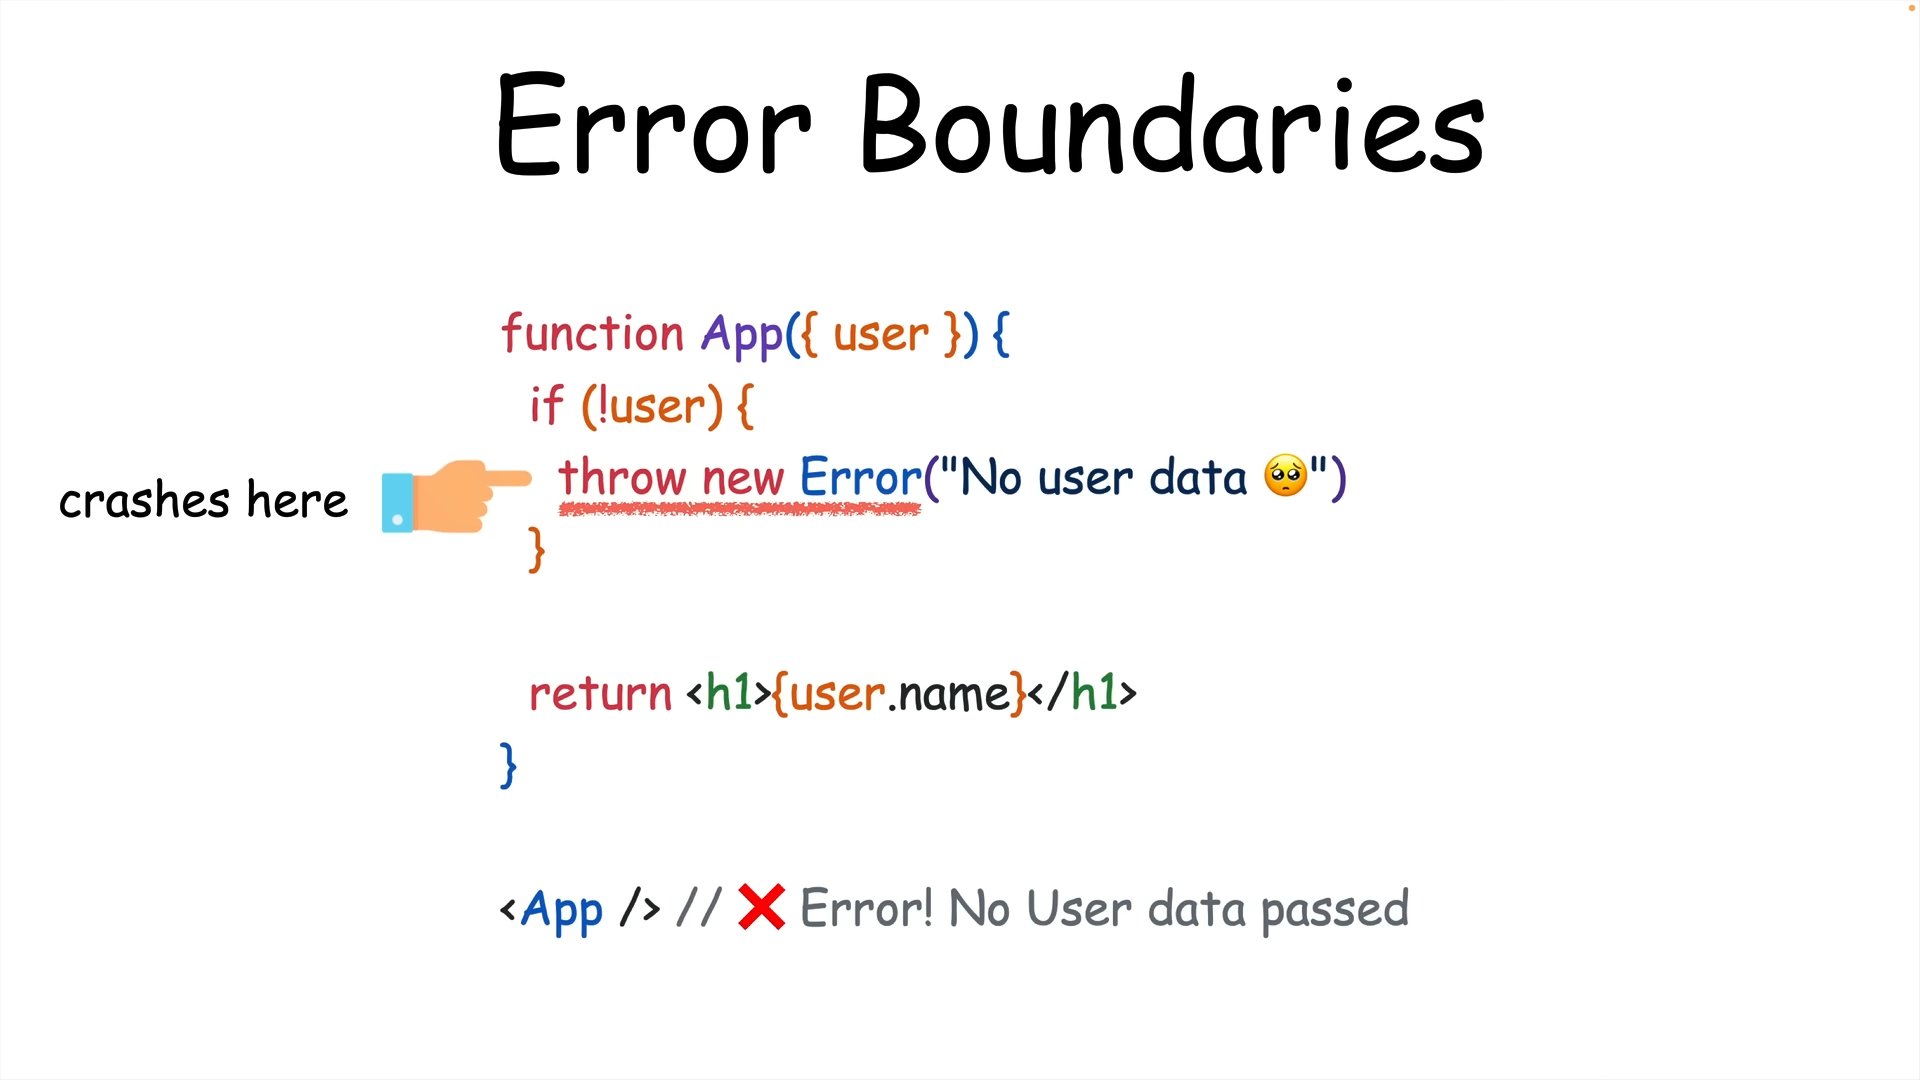 Error Boundaries
function App({ user }) {
if (!user) {
crashes here
throw new Error("No user data 🥺")
}
return <h1>{user.name}</h1>
}
<App /> // ❌ Error! No User data passed